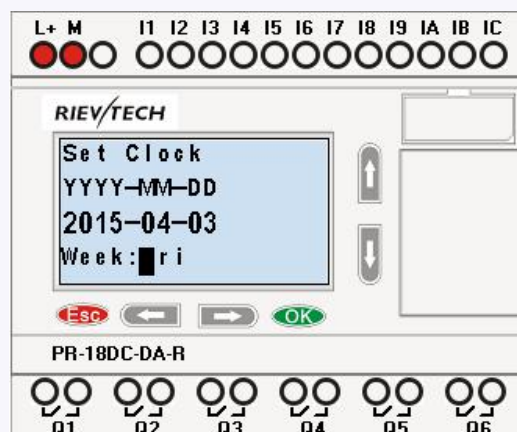 L+ M I1 I2 I3 I4 I5 I6 I7 I8 I9 IA IB IC
RIEV/TECH
Set Clock
YYYY-MM-DD
2015-04-03
Week: ri
Esc OK
PR-18DC-DA-R
Q1 Q2 Q3 Q4 Q5 Q6